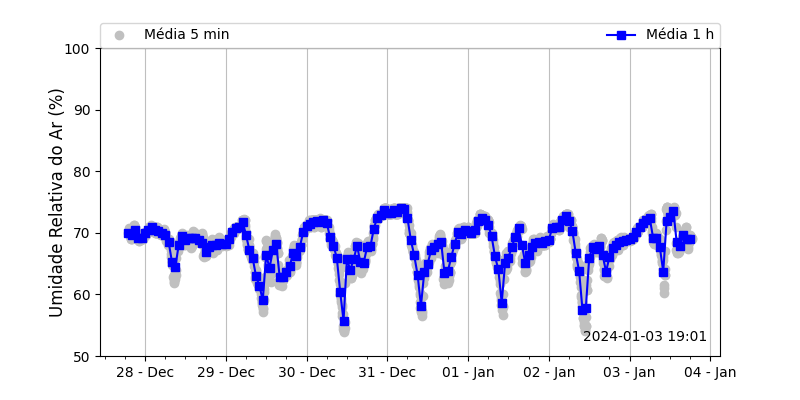 Média 5 min
Média 1 h
Umidade Relativa do Ar (%)
100
90
80
70
60
50
2024-01-03 19:01
28 - Dec
29 - Dec
30 - Dec
31 - Dec
01 - Jan
02 - Jan
03 - Jan
04 - Jan